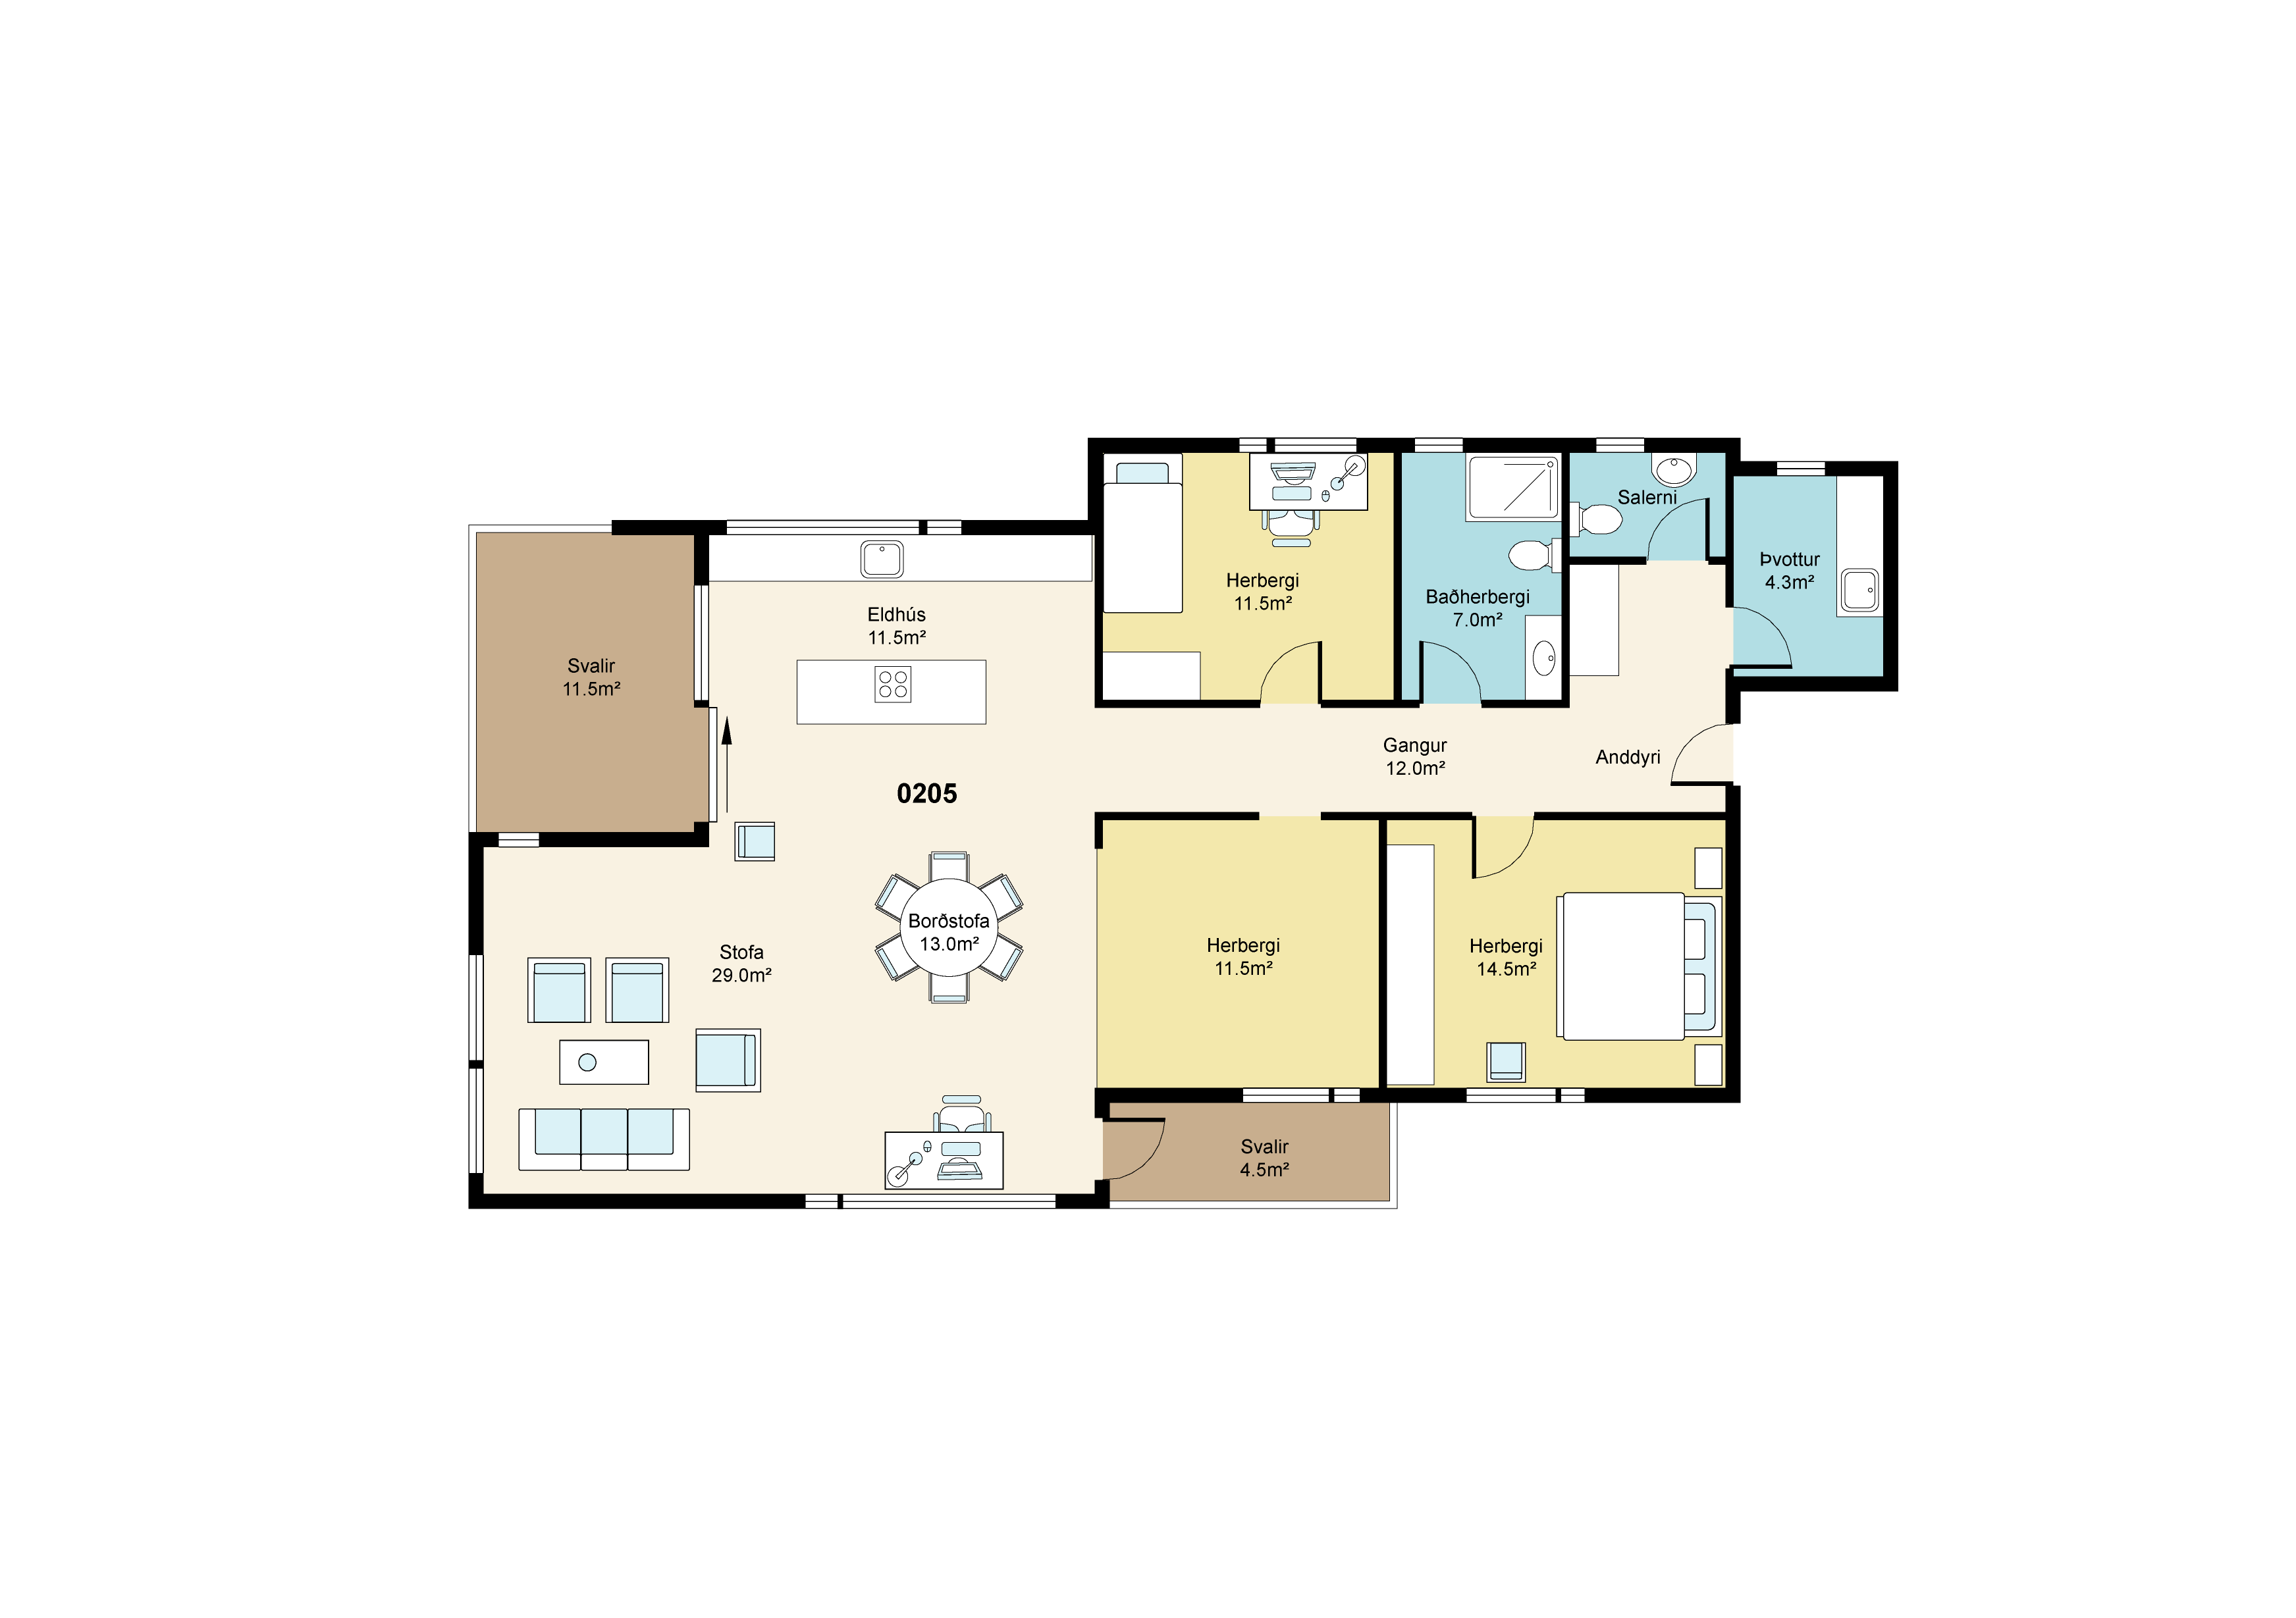 Salerni
Þvottur
4.3m²
Herbergi
11.5m²
Baðherbergi
7.0m²
Eldhús
11.5m²
Svalir
11.5m²
Gangur
12.0m²
Anddyri
0205
Borðstofa
13.0m²
Stofa
29.0m²
Herbergi
11.5m²
Herbergi
14.5m²
Svalir
4.5m²